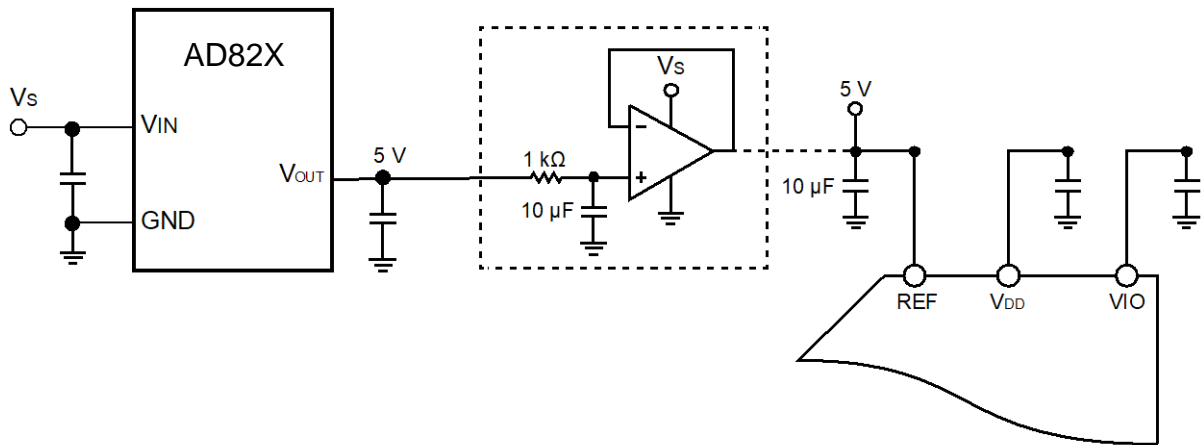 AD82X
VS
VIN
VOUT
GND
5 V
1 kΩ
10 µF
VS
−
+
5 V
10 µF
REF
VDD
VIO